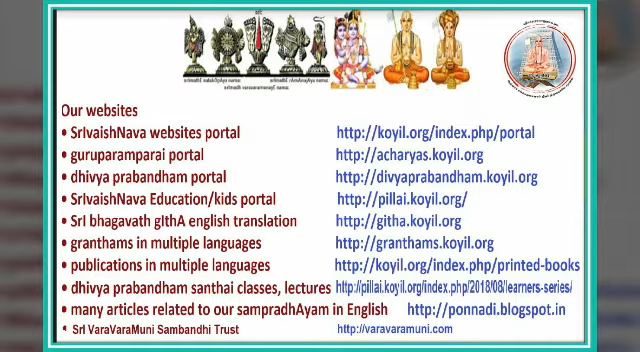 Our websites
• SrIvaishNava websites portal http://koyil.org/index.php/portal
• guruparamparai portal http://acharyas.koyil.org
• dhivya prabandham portal http://divyaprabandham.koyil.org
• SrIvaishNava Education/kids portal http://pillai.koyil.org/
• SrI bhagavath gIthA english translation http://githa.koyil.org
• granthams in multiple languages http://granthams.koyil.org
• publications in multiple languages http://koyil.org/index.php/printed-books
• dhivya prabandham santhai classes, lectures http://pillai.koyil.org/index.php/2018/08/learners-series/
• many articles related to our sampradhAyam in English http://ponnadi.blogspot.in
• SrI VaraVaraMuni Sambandhi Trust http://varavaramuni.com